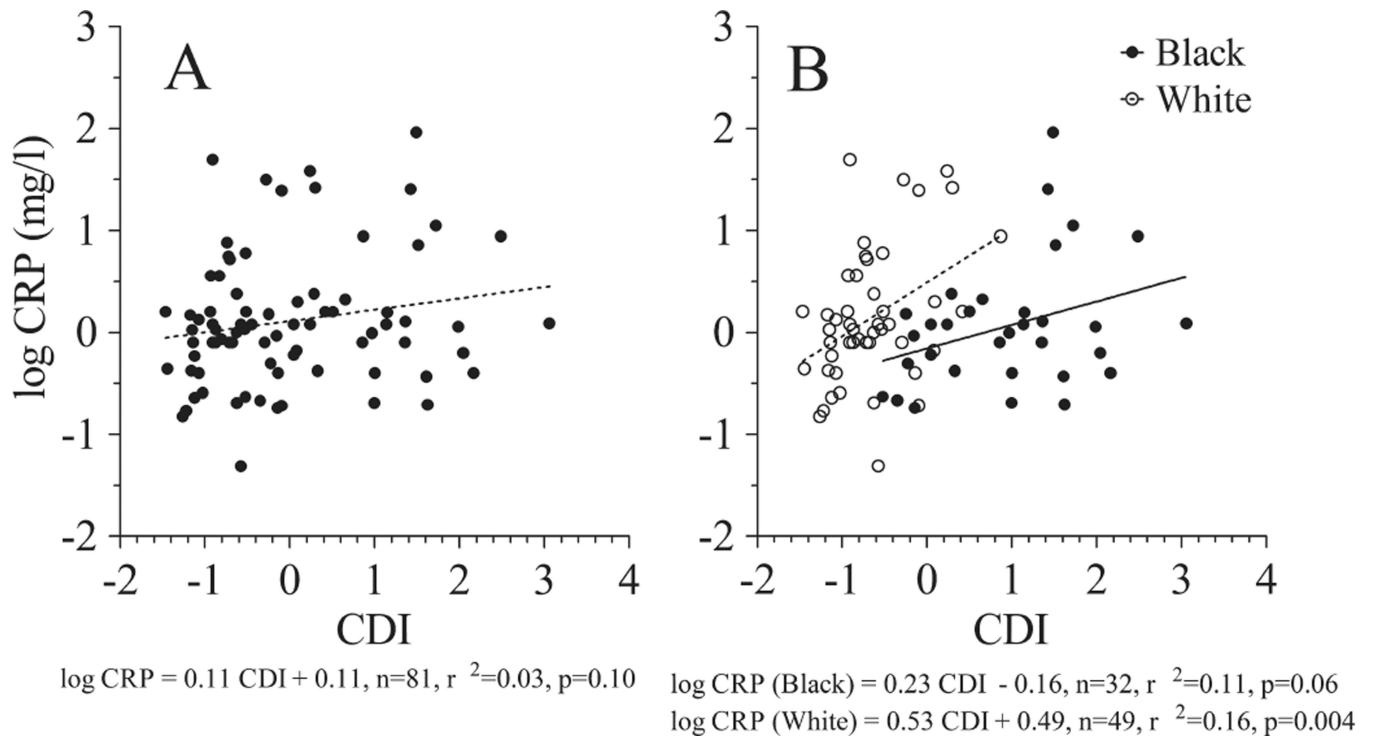 A
B
Black
White
3
2
1
0
-1
-2
log CRP (mg/l)
-2 -1 0 1 2 3 4
CDI
3
2
1
0
-1
-2
-2 -1 0 1 2 3 4
CDI
log CRP = 0.11 CDI + 0.11, n=81, r ²=0.03, p=0.10
log CRP (Black) = 0.23 CDI - 0.16, n=32, r ²=0.11, p=0.06
log CRP (White) = 0.53 CDI + 0.49, n=49, r ²=0.16, p=0.004